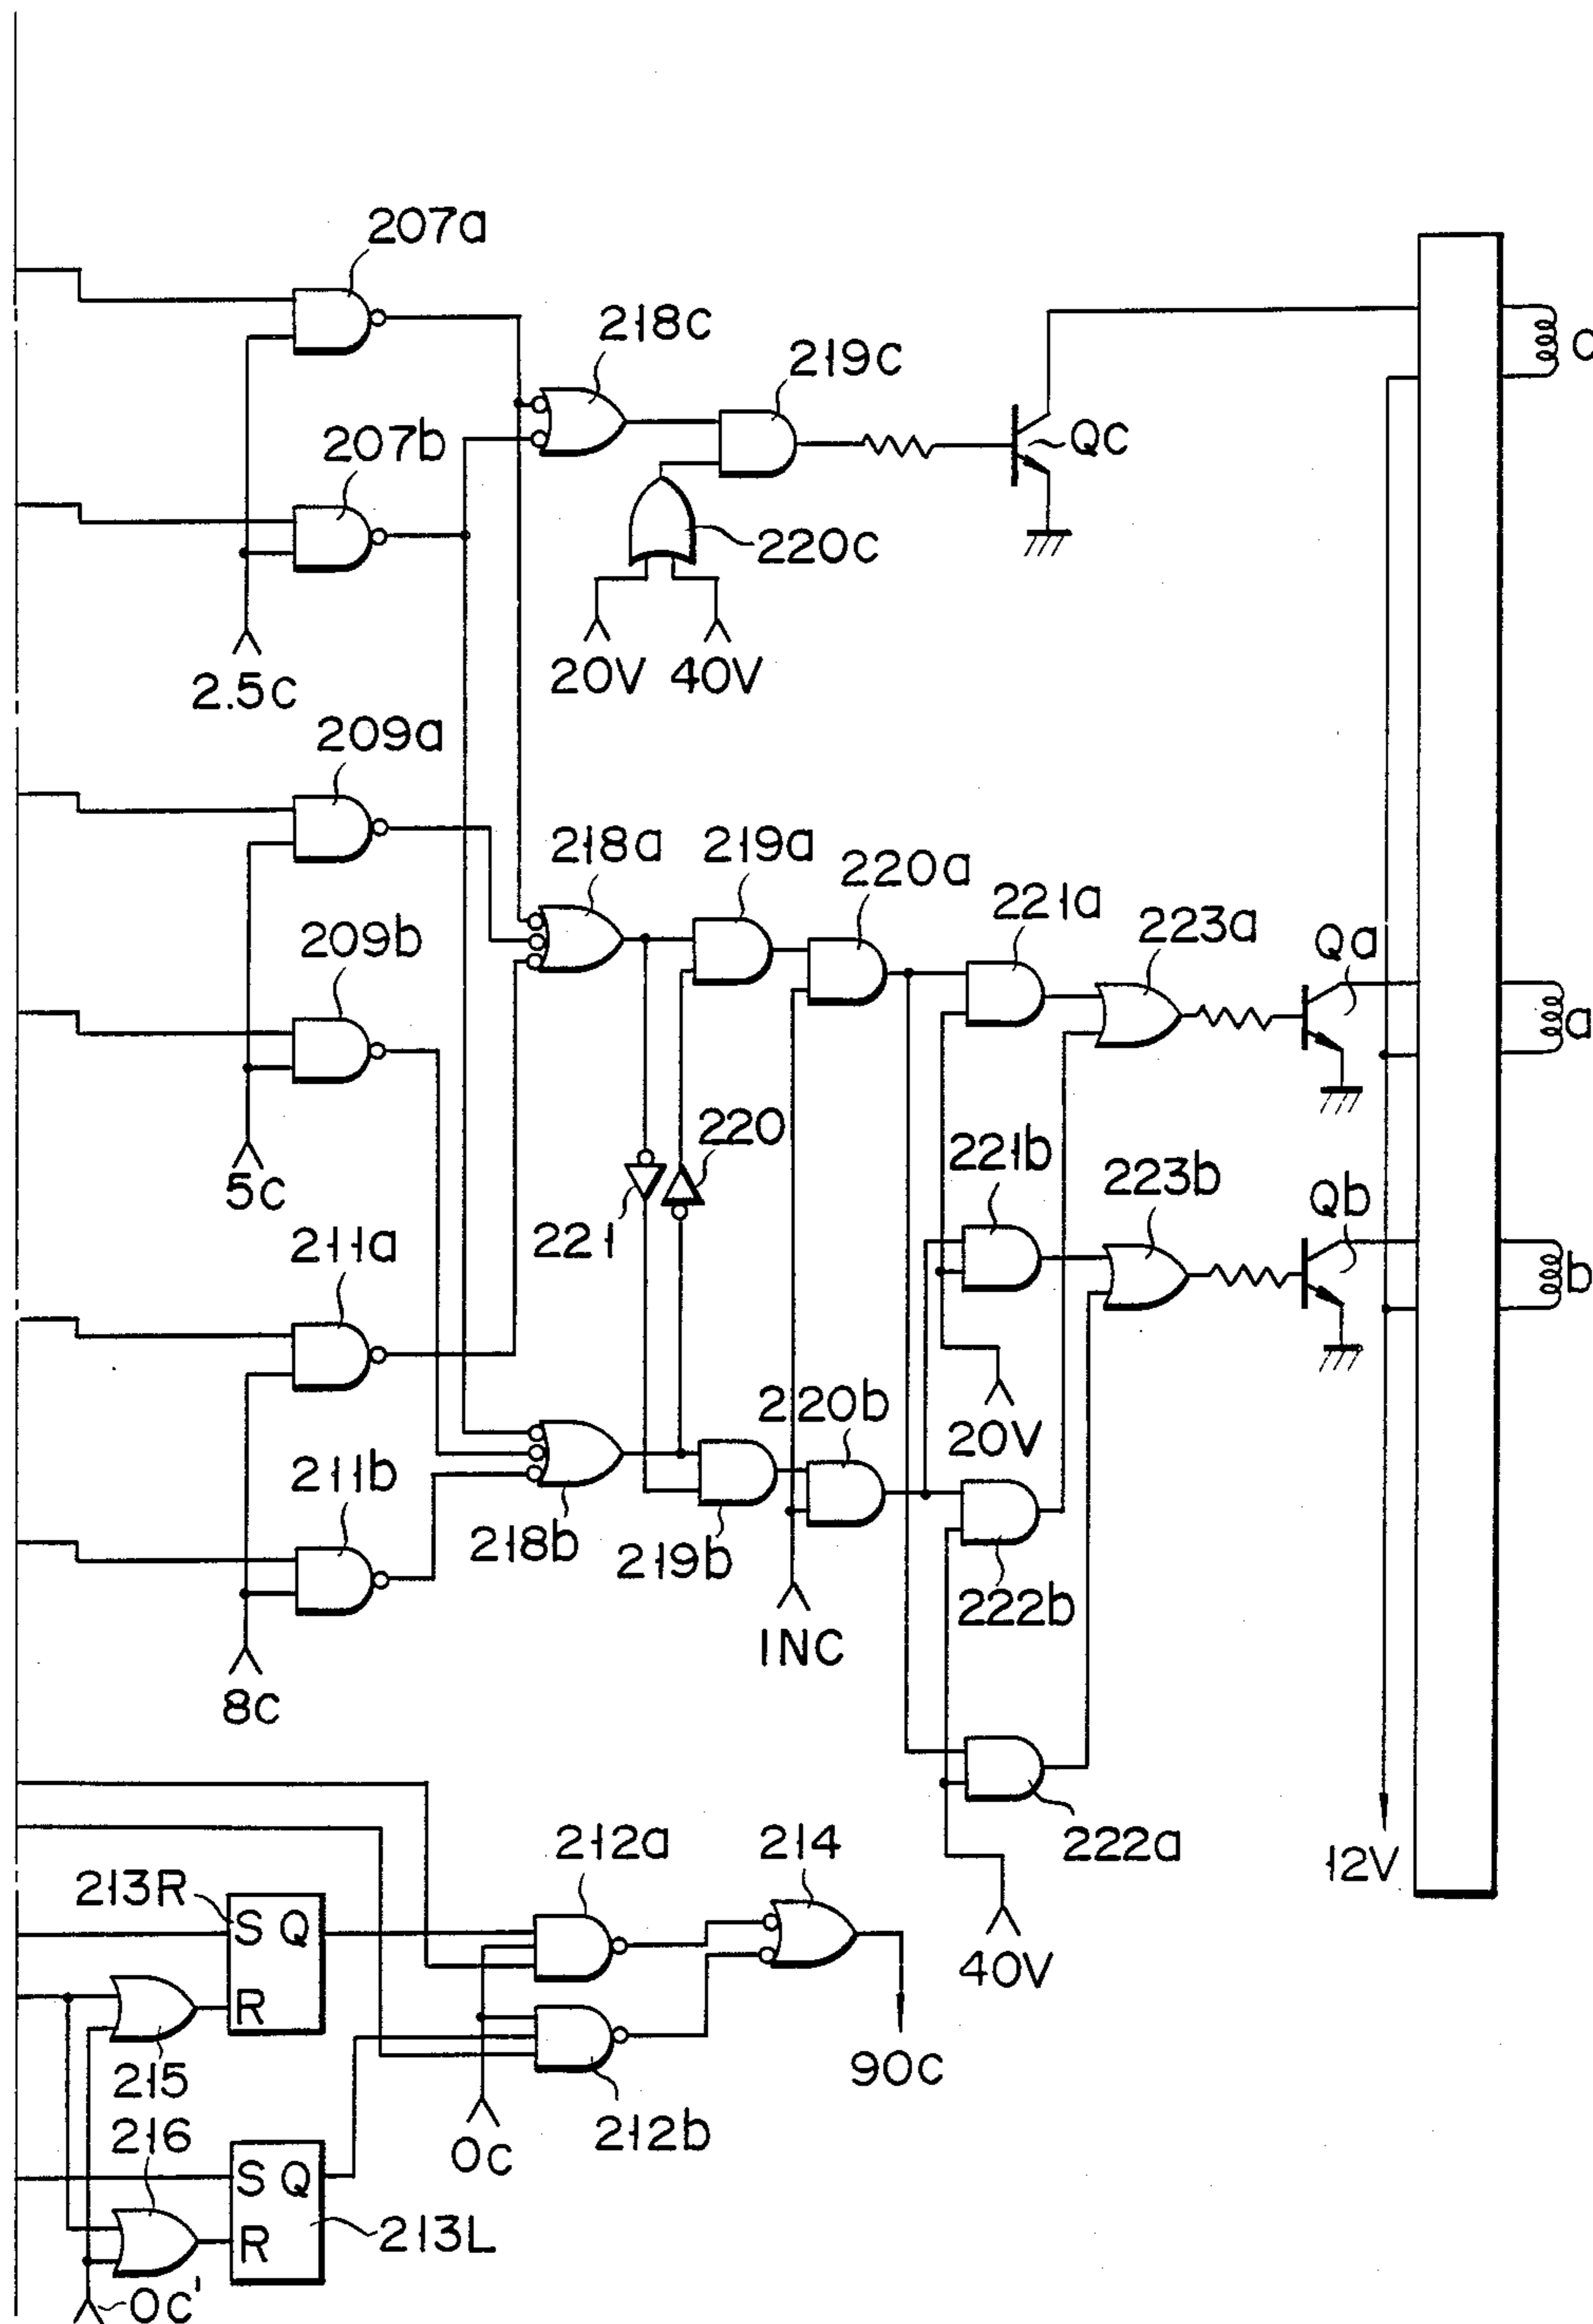 207a
218c
219c
c
207b
Qc
220c
20V
40V
2.5c
209a
218a
219a
220a
221a
223a
Qa
209b
a
220
221b
223b
Qb
5c
221
211a
b
220b
20V
211b
218b
219b
222b
INC
8c
212a
214
222a
12V
213R
S Q
40V
R
215
90c
216
212b
0c
S Q
R
213L
0c'